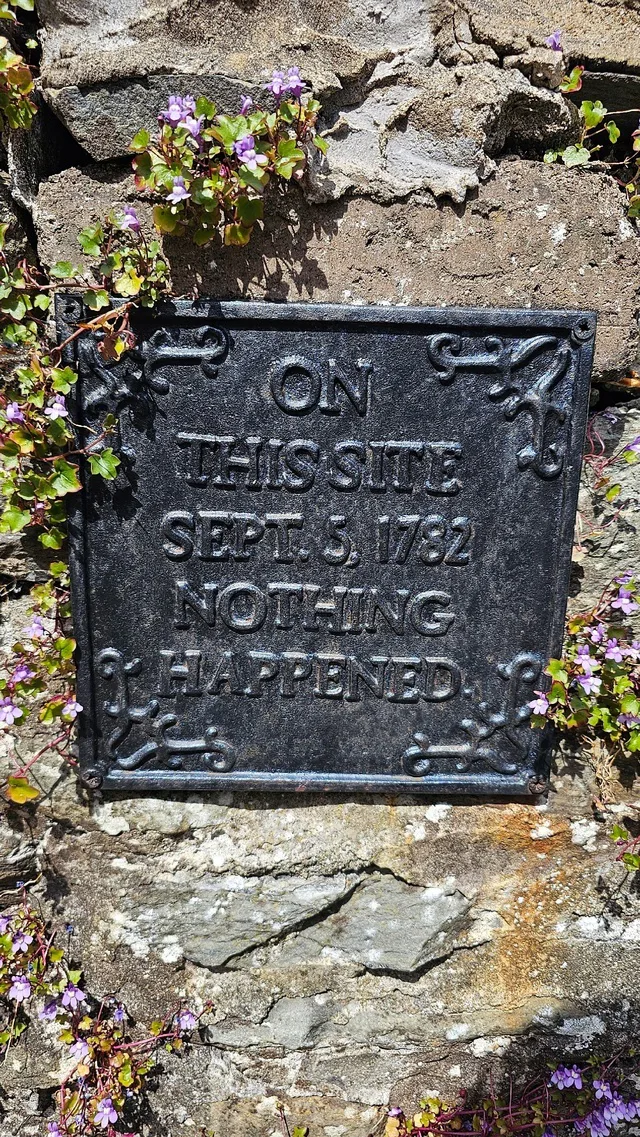 ON
THIS SITE
SEPT. 5, 1782
NOTHING
HAPPENED.